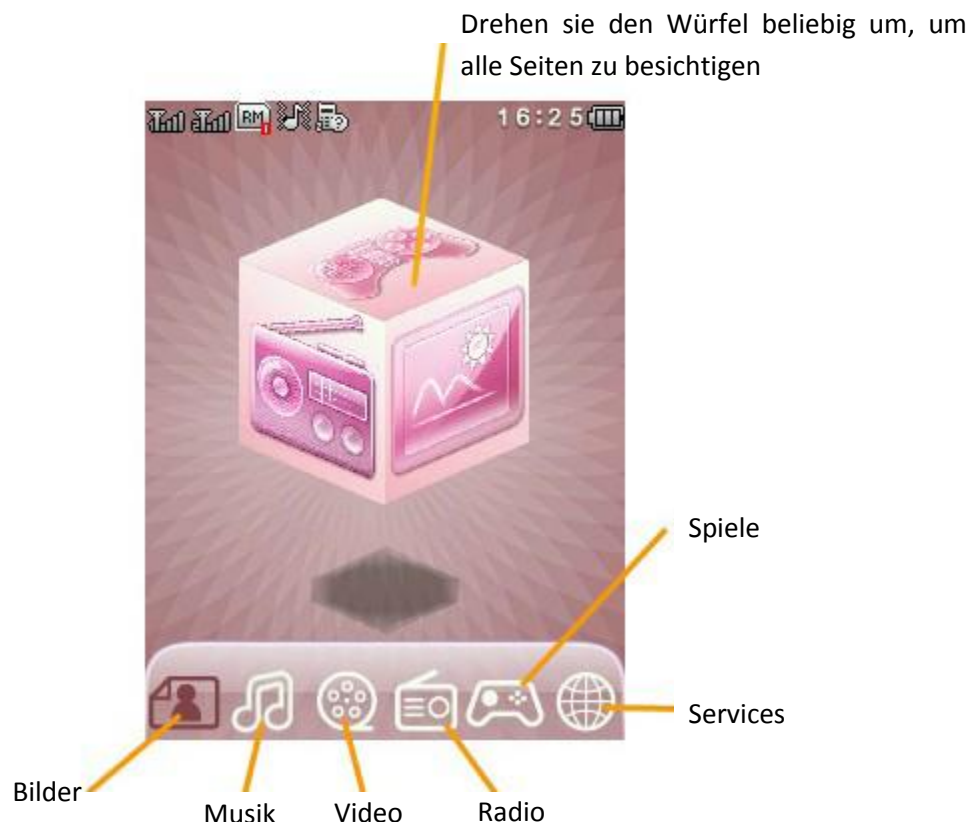 Drehen sie den Würfel beliebig um, um
alle Seiten zu besichtigen
RM 16:25
Spiele
Services
Bilder
Musik Video Radio